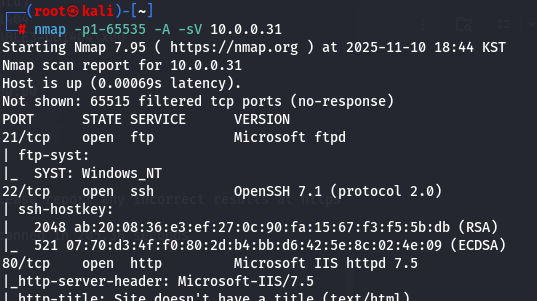 ┌──(root㉿kali)-[~]
└─# nmap -p1-65535 -A -sV 10.0.0.31
Starting Nmap 7.95 ( https://nmap.org ) at 2025-11-10 18:44 KST
Nmap scan report for 10.0.0.31
Host is up (0.00069s latency).
Not shown: 65515 filtered tcp ports (no-response)
PORT      STATE SERVICE       VERSION
21/tcp    open  ftp           Microsoft ftpd
| ftp-syst:
|_  SYST: Windows_NT
22/tcp    open  ssh           OpenSSH 7.1 (protocol 2.0)
| ssh-hostkey:
|   2048 ab:20:08:36:e3:ef:27:0c:90:fa:15:67:f3:f5:5b:db (RSA)
|_  521 07:70:d3:4f:f0:80:2d:b4:bb:d6:42:5e:8c:02:4e:09 (ECDSA)
80/tcp    open  http          Microsoft IIS httpd 7.5
|_http-server-header: Microsoft-IIS/7.5
|_http-title: Site doesn't have a title (text/html).